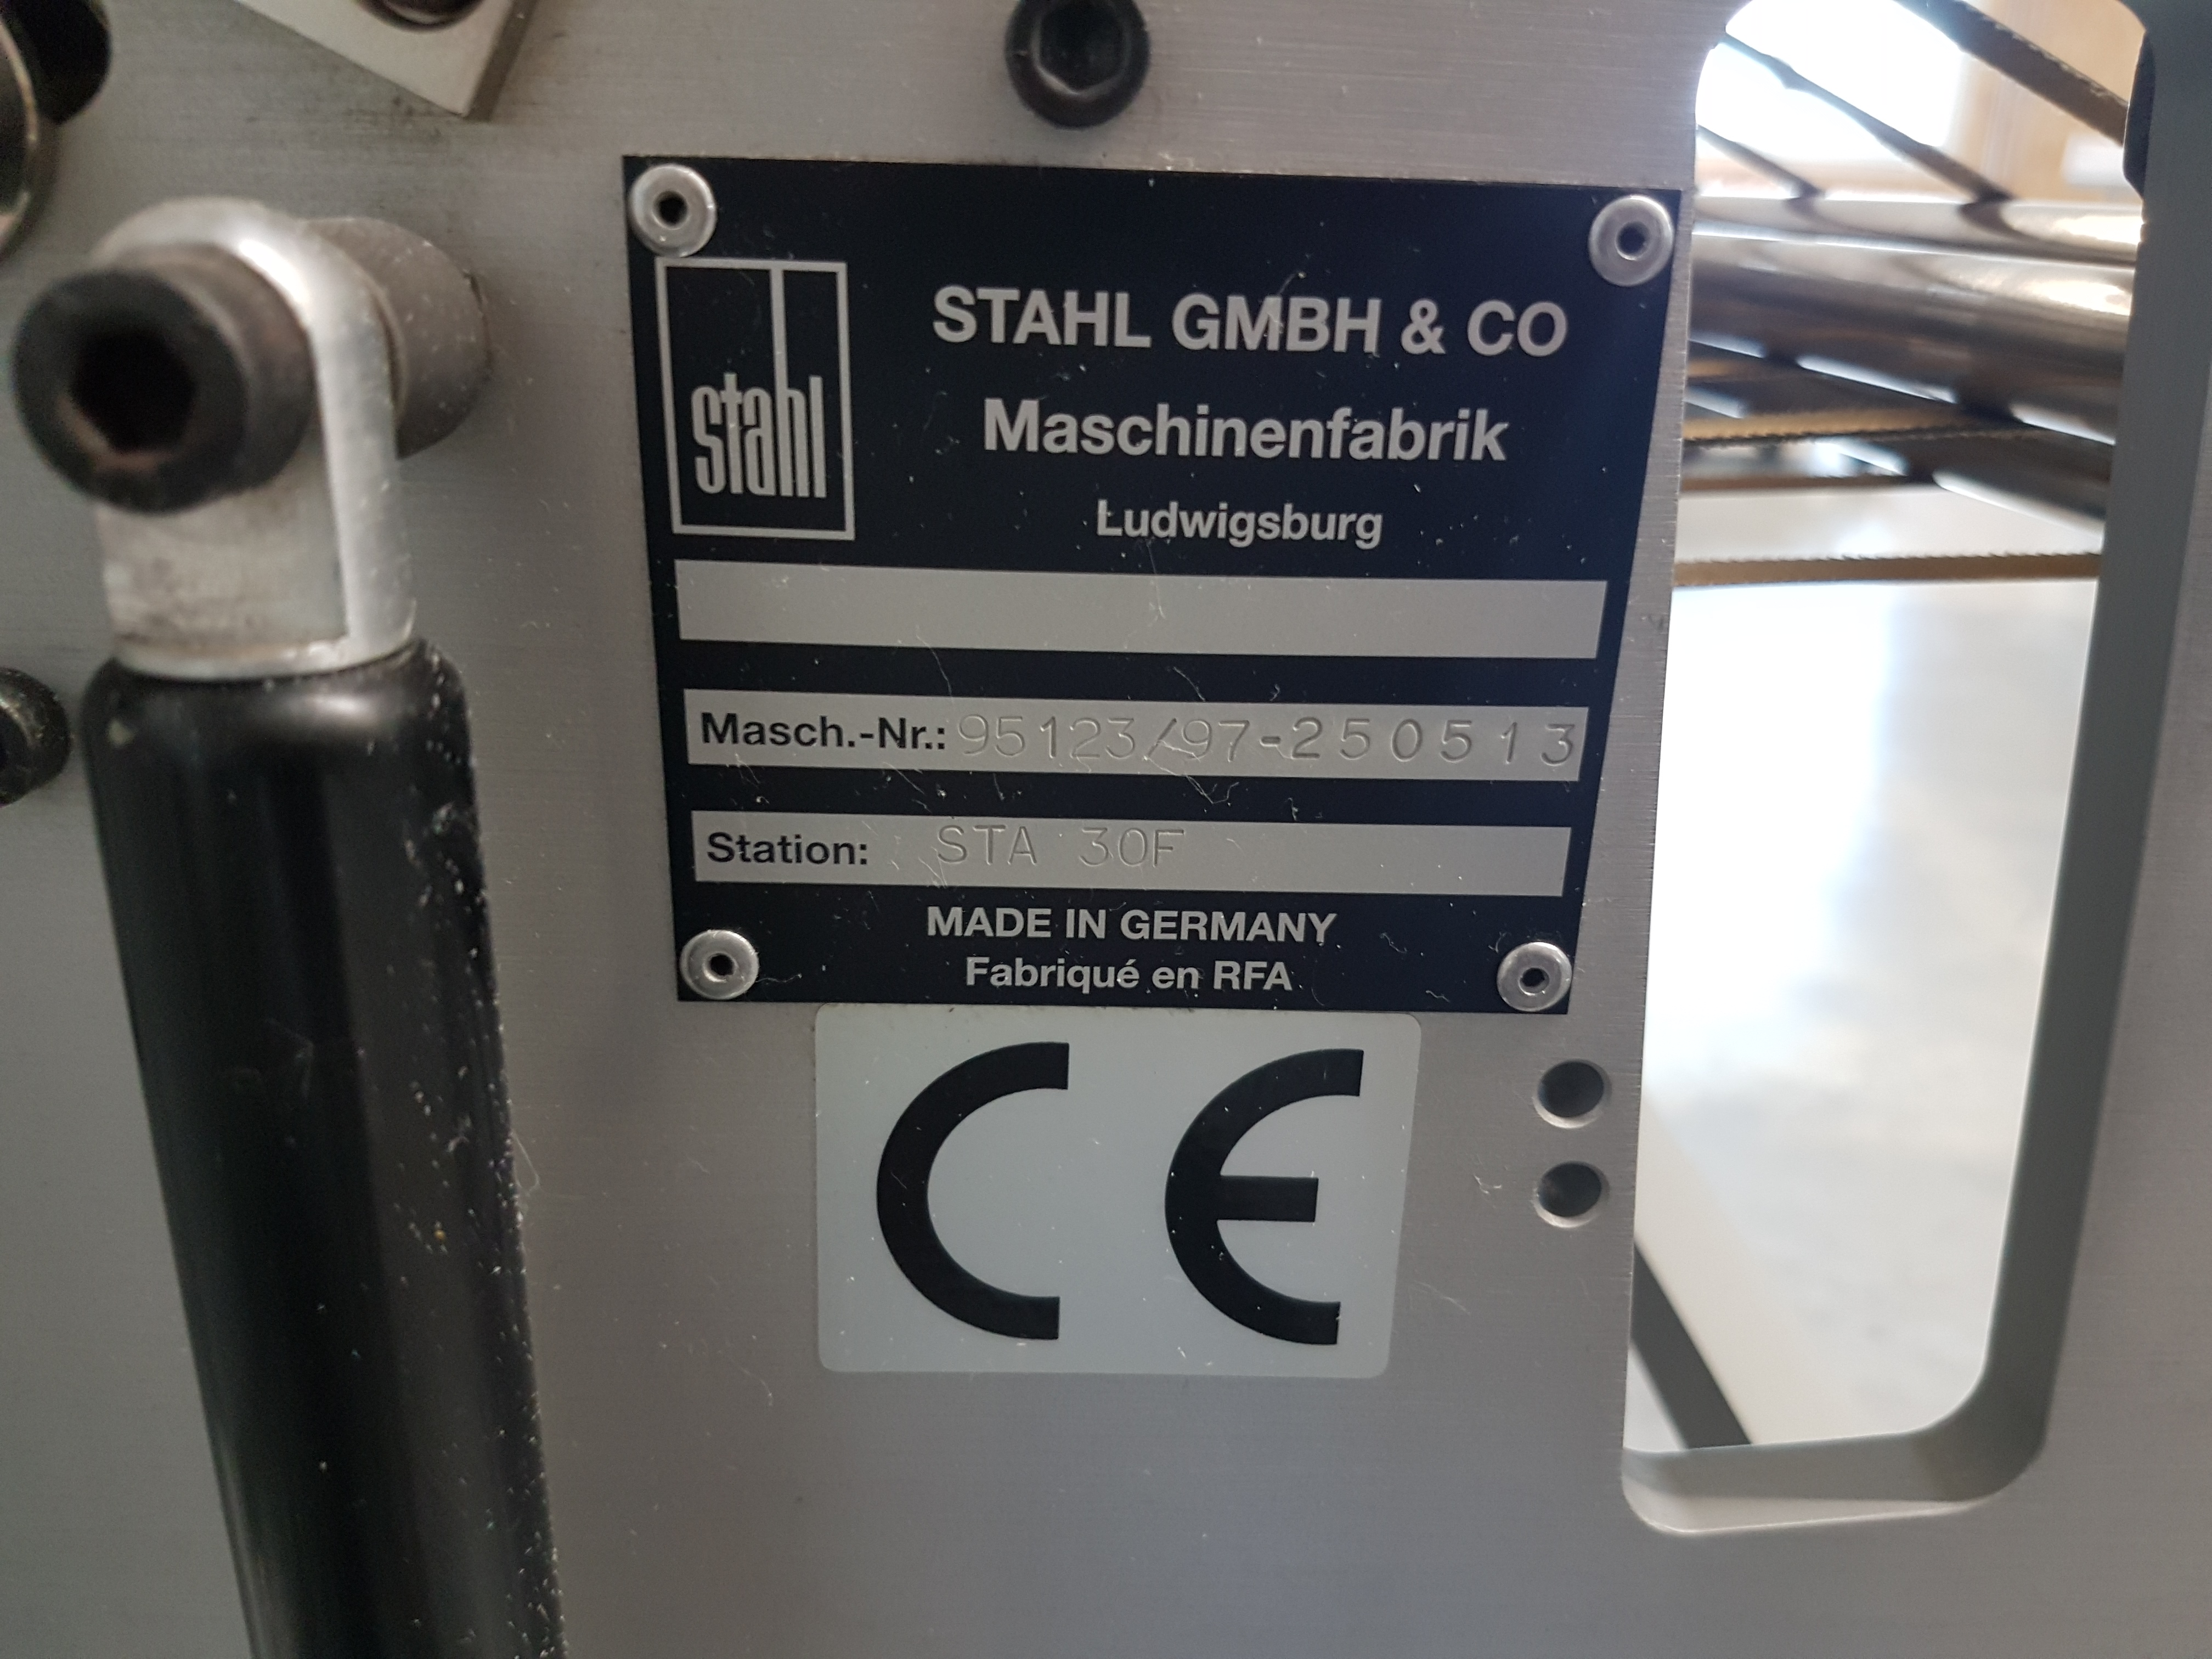 stahl
STAHL GMBH & CO
Maschinenfabrik
Ludwigsburg
Masch.-Nr.: 95123/97-250513
Station: STA 30F
MADE IN GERMANY
Fabriqué en RFA
CE